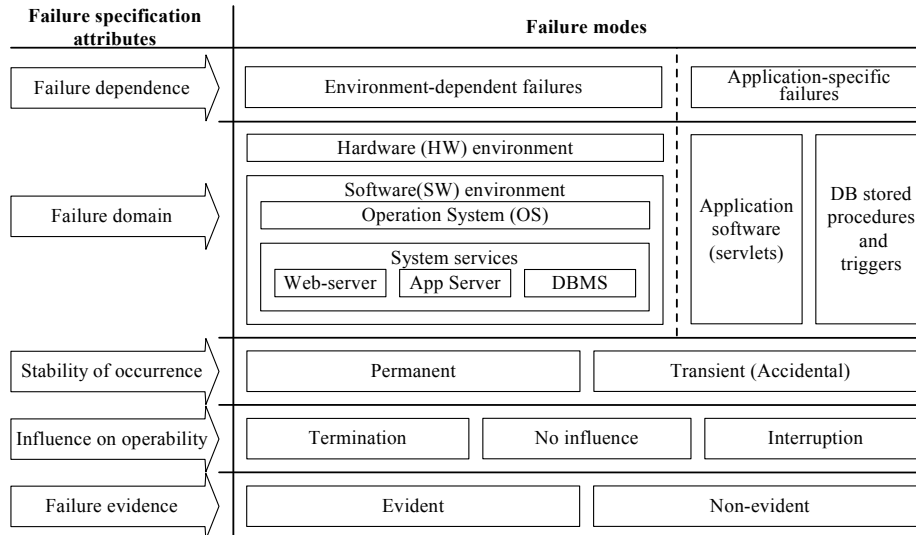 Failure specification
attributes
Failure modes
Failure dependence
Environment-dependent failures
Application-specific
failures
Failure domain
Hardware (HW) environment
Software(SW) environment
Operation System (OS)
System services
Web-server
App Server
DBMS
Application
software
(servlets)
DB stored
procedures
and
triggers
Stability of occurrence
Permanent
Transient (Accidental)
Influence on operability
Termination
No influence
Interruption
Failure evidence
Evident
Non-evident